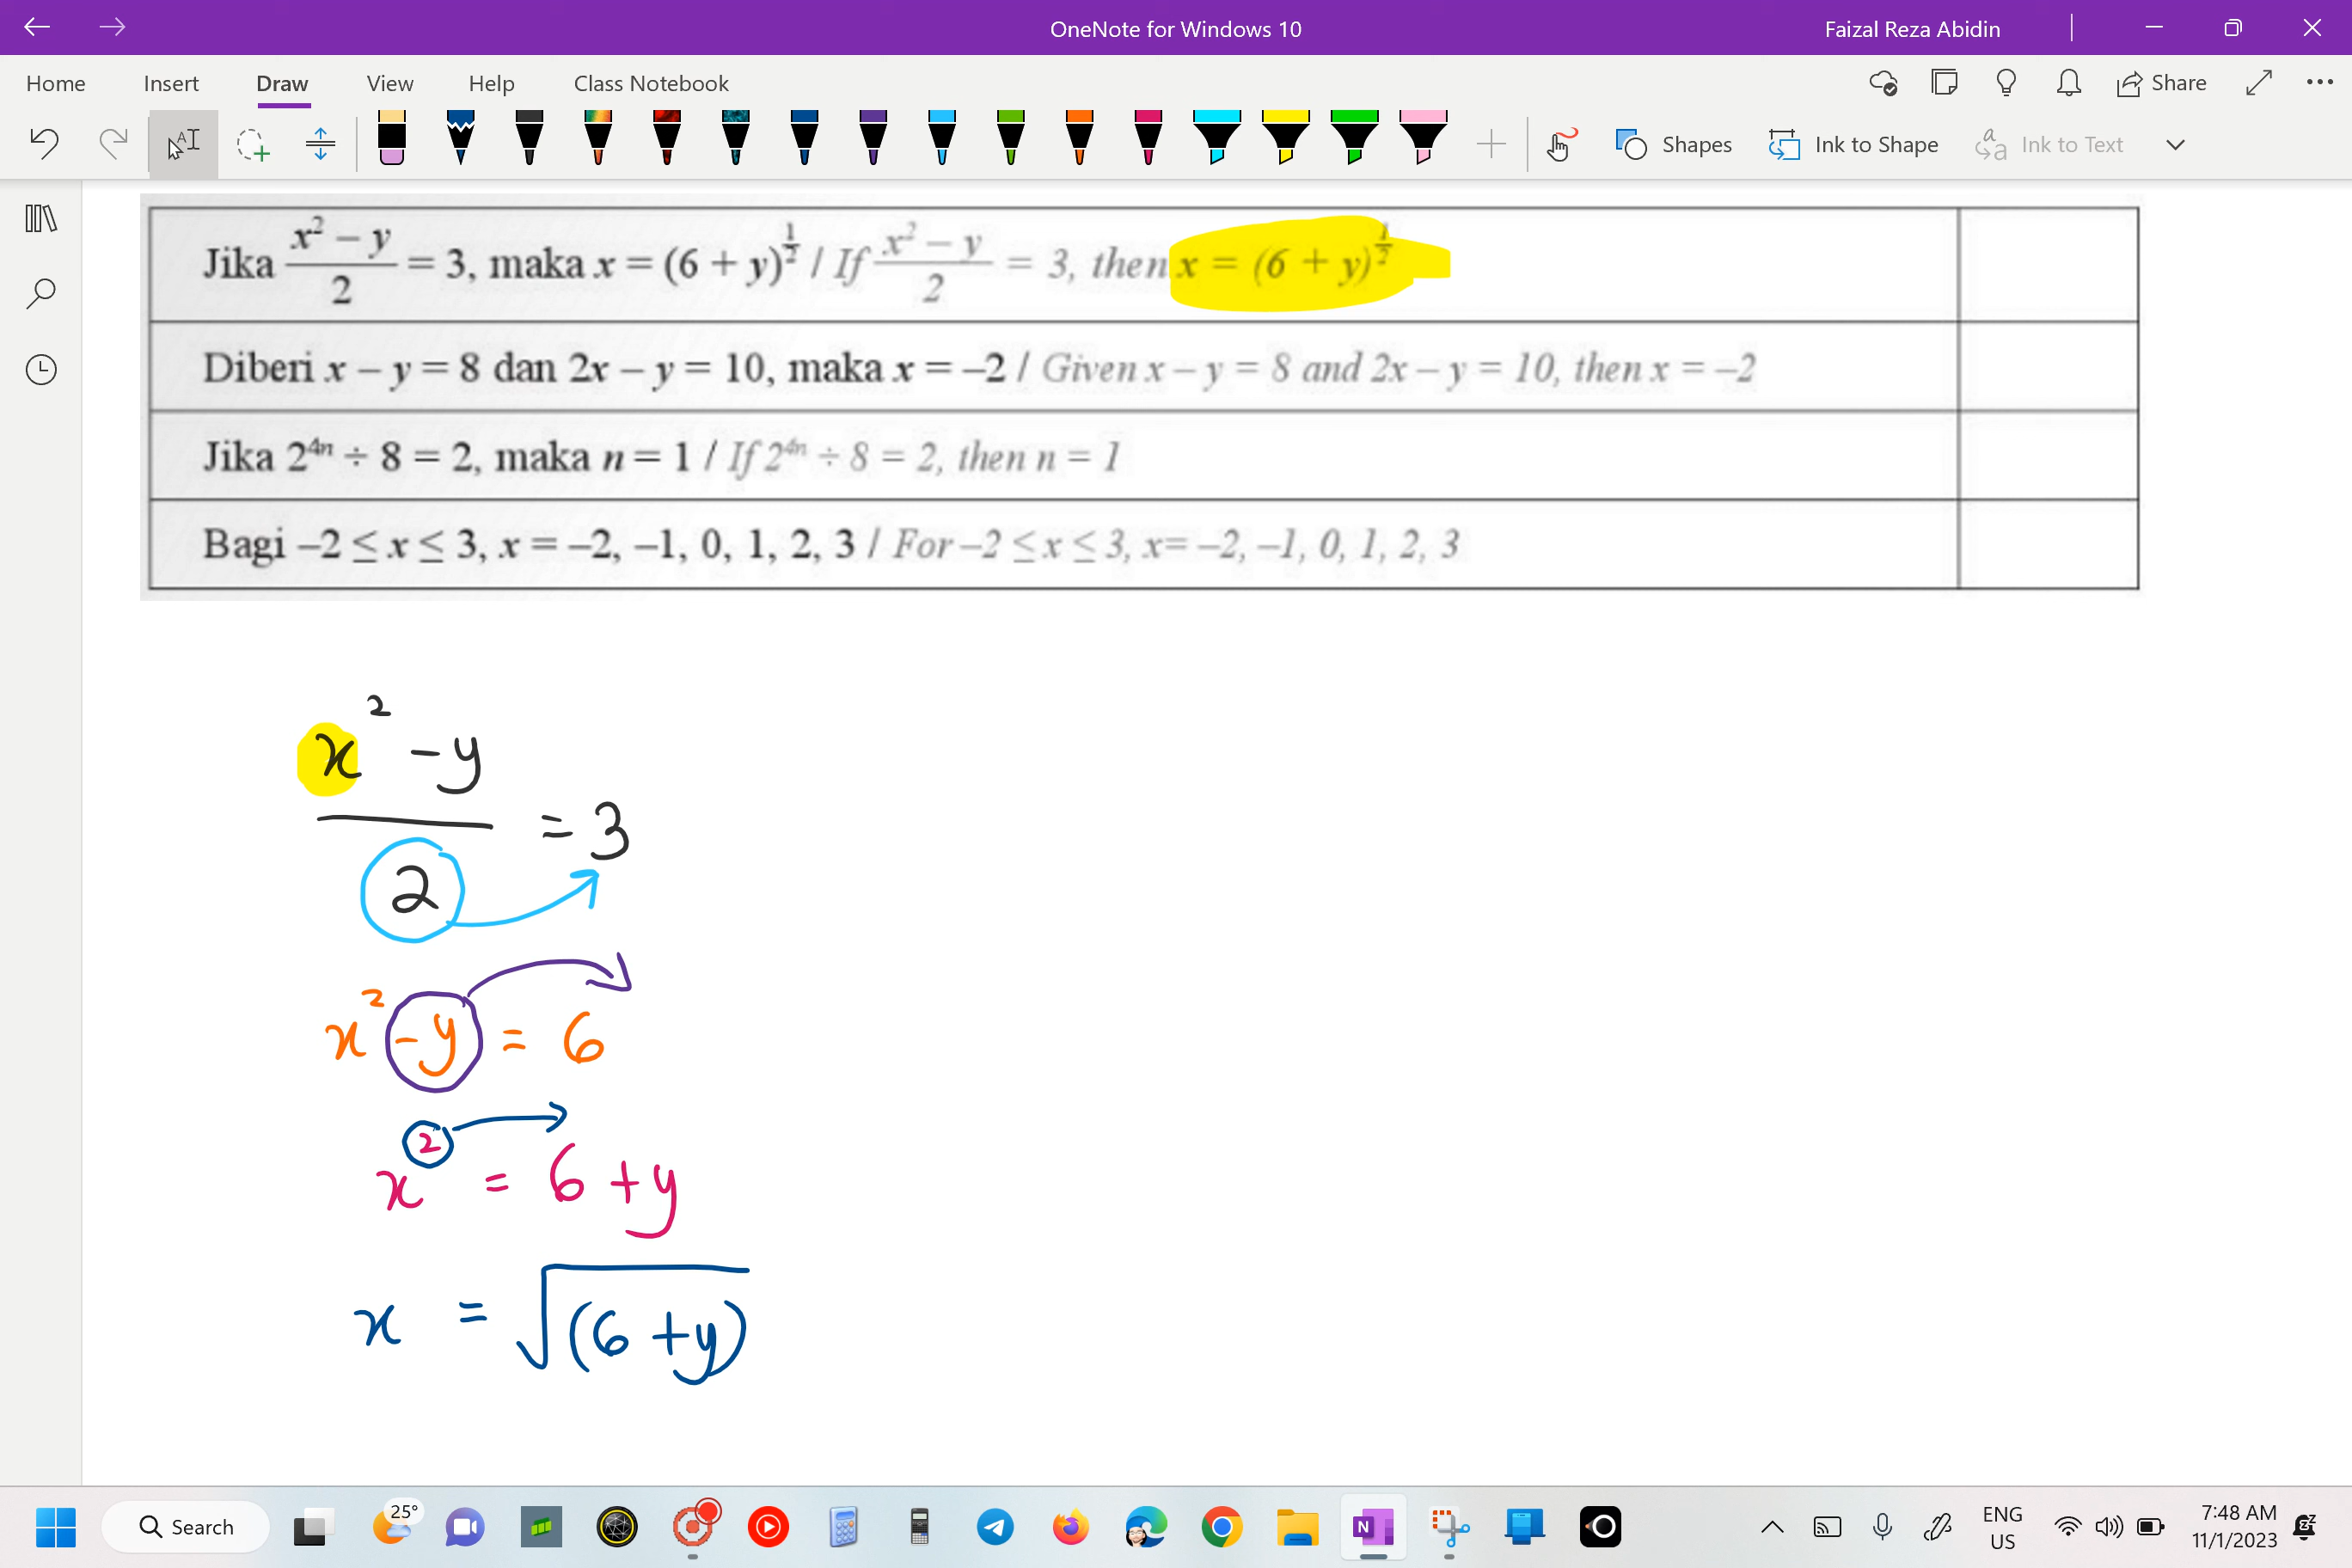 OneNote for Windows 10
Faizal Reza Abidin
Home Insert Draw View Help Class Notebook
Share
Shapes Ink to Shape Ink to Text
Jika (x² − y)/2 = 3, maka x = (6 + y)^(1/2) / If (x² − y)/2 = 3, then x = (6 + y)^(1/2)
Diberi x − y = 8 dan 2x − y = 10, maka x = −2 / Given x − y = 8 and 2x − y = 10, then x = −2
Jika 2⁴ⁿ ÷ 8 = 2, maka n = 1 / If 2⁴ⁿ ÷ 8 = 2, then n = 1
Bagi −2 ≤ x ≤ 3, x = −2, −1, 0, 1, 2, 3 / For −2 ≤ x ≤ 3, x= −2, −1, 0, 1, 2, 3
(x² − y)/2 = 3
x² − y = 6
x² = 6 + y
x = √(6 + y)
Search
25°
ENG
US
7:48 AM
11/1/2023